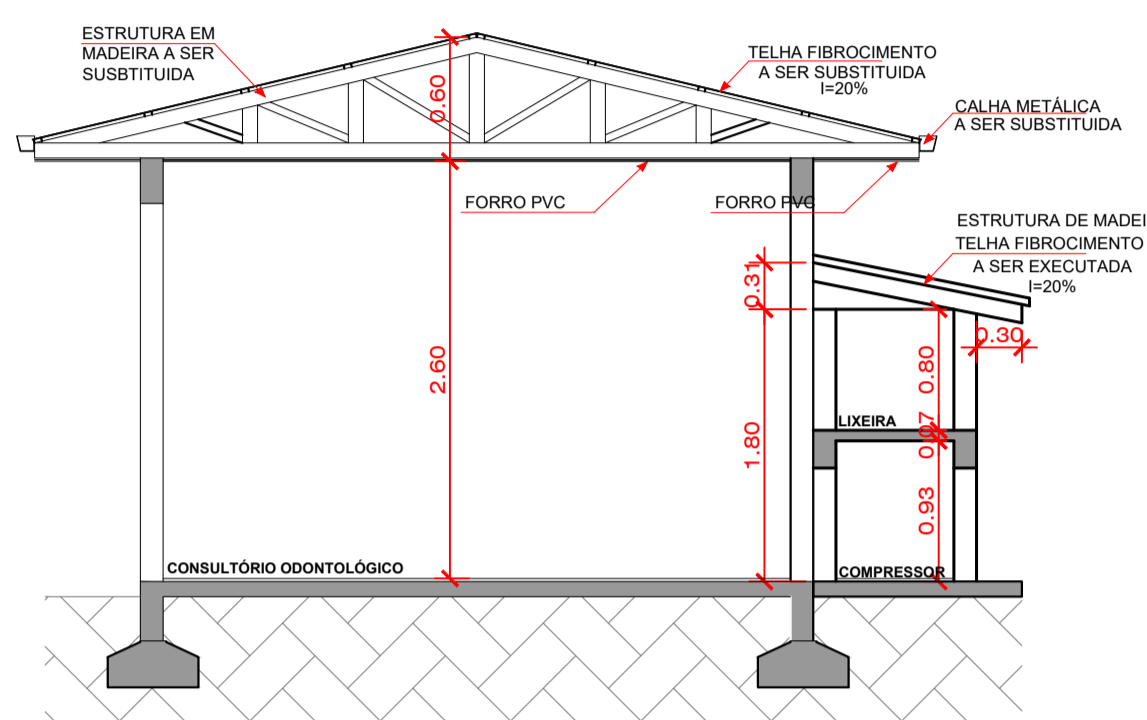 ESTRUTURA EM
MADEIRA A SER
SUSBTITUIDA
0.60
TELHA FIBROCIMENTO
A SER SUBSTITUIDA
I=20%
CALHA METÁLICA
A SER SUBSTITUIDA
FORRO PVC
FORRO PVC
ESTRUTURA DE MADEI
TELHA FIBROCIMENTO
A SER EXECUTADA
I=20%
0.31
0.30
2.60
0.80
1.80
LIXEIRA
0.07
0.93
CONSULTÓRIO ODONTOLÓGICO
COMPRESSOR